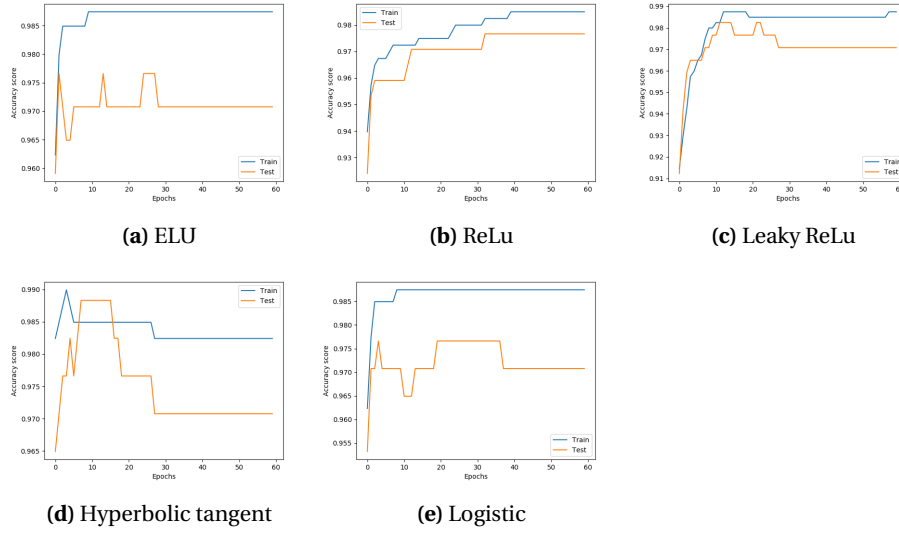 0.985
0.980
0.975
0.970
0.965
0.960
Accuracy score
0 10 20 30 40 50 60
Epochs
Train
Test
(a) ELU
0.98
0.97
0.96
0.95
0.94
0.93
Accuracy score
0 10 20 30 40 50 60
Epochs
Train
Test
(b) ReLu
0.99
0.98
0.97
0.96
0.95
0.94
0.93
0.92
0.91
Accuracy score
0 10 20 30 40 50 60
Epochs
Train
Test
(c) Leaky ReLu
0.990
0.985
0.980
0.975
0.970
0.965
Accuracy score
0 10 20 30 40 50 60
Epochs
Train
Test
(d) Hyperbolic tangent
0.985
0.980
0.975
0.970
0.965
0.960
0.955
Accuracy score
0 10 20 30 40 50 60
Epochs
Train
Test
(e) Logistic